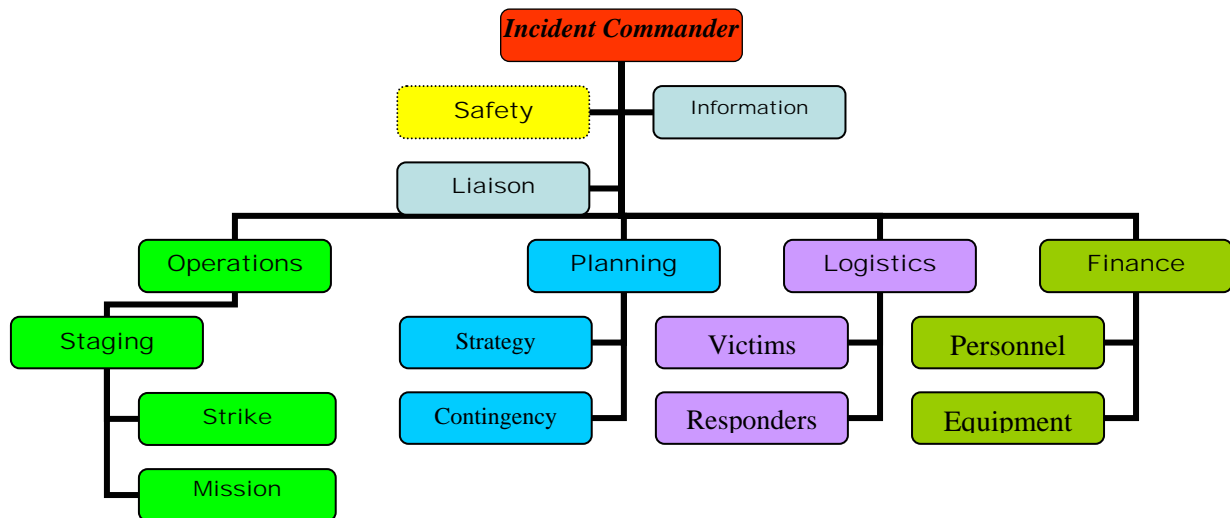 Incident Commander
Safety
Information
Liaison
Operations
Planning
Logistics
Finance
Staging
Strategy
Victims
Personnel
Strike
Contingency
Responders
Equipment
Mission